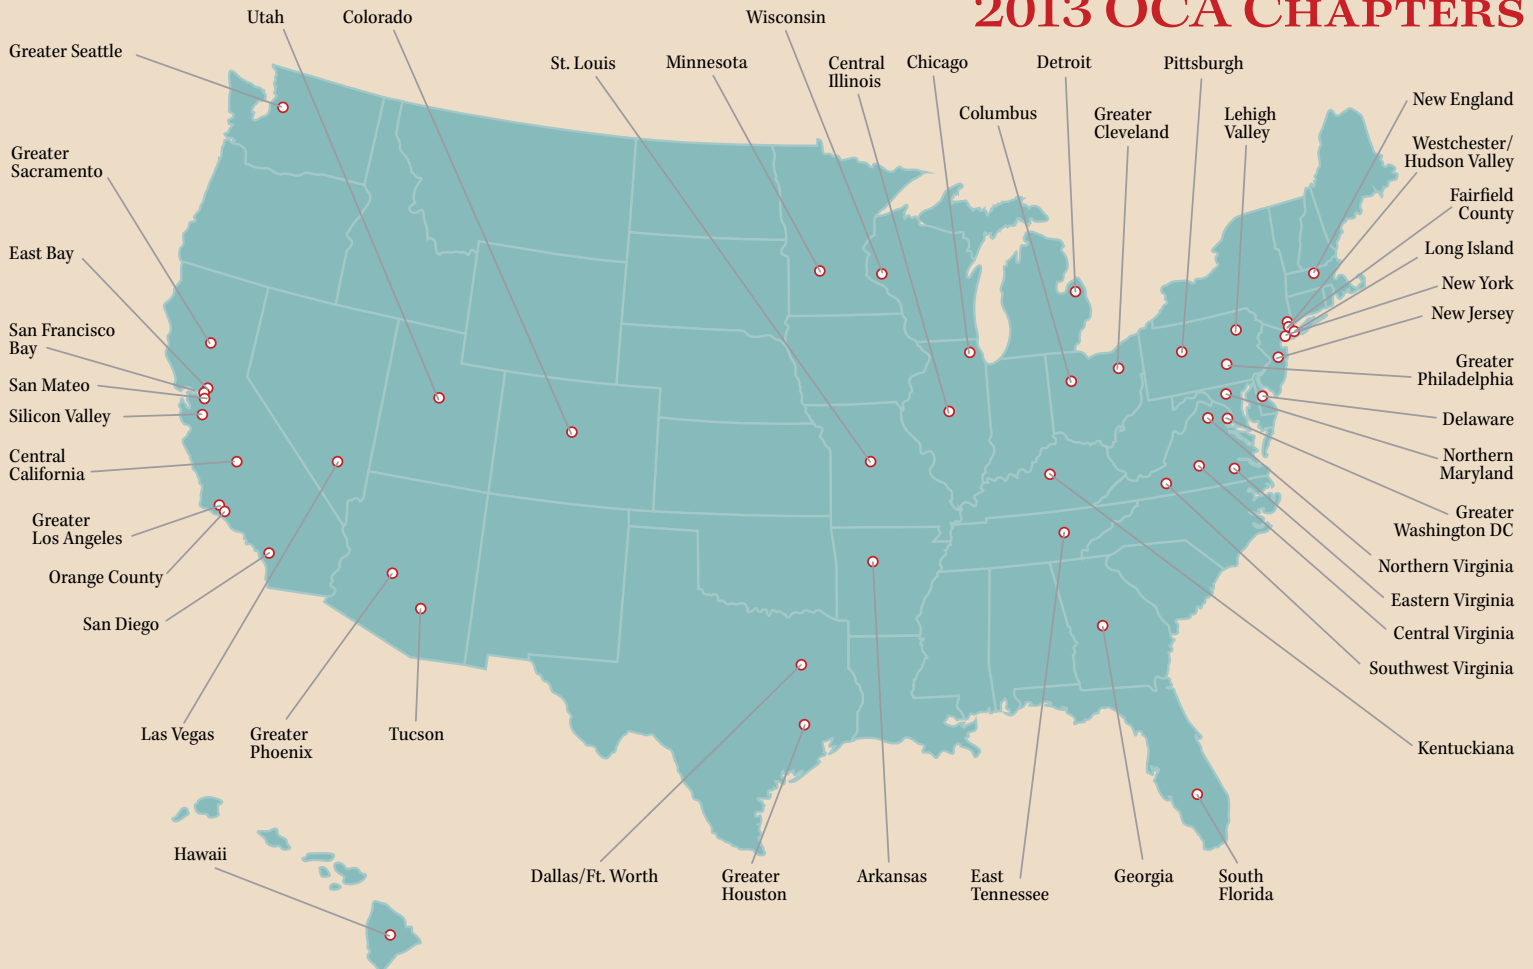 2013 OCA CHAPTERS
Utah
Colorado
Wisconsin
Greater Seattle
St. Louis
Minnesota
Central
Illinois
Chicago
Detroit
Pittsburgh
Columbus
Greater
Cleveland
Lehigh
Valley
New England
Westchester/
Hudson Valley
Fairfield
County
Long Island
New York
New Jersey
Greater
Philadelphia
Delaware
Northern
Maryland
Greater
Washington DC
Northern Virginia
Eastern Virginia
Central Virginia
Southwest Virginia
Kentuckiana
Greater
Sacramento
East Bay
San Francisco
Bay
San Mateo
Silicon Valley
Central
California
Greater
Los Angeles
Orange County
San Diego
Las Vegas
Greater
Phoenix
Tucson
Hawaii
Dallas/Ft. Worth
Greater
Houston
Arkansas
East
Tennessee
Georgia
South
Florida